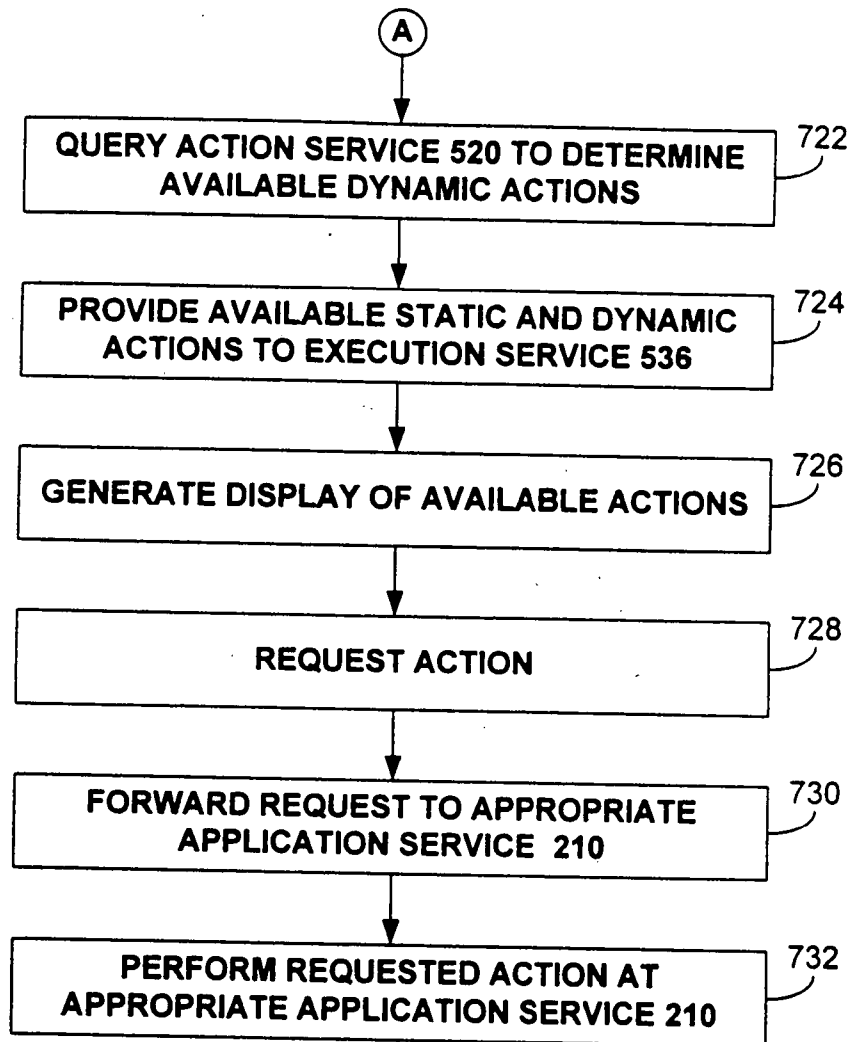 A
QUERY ACTION SERVICE 520 TO DETERMINE
AVAILABLE DYNAMIC ACTIONS
722
PROVIDE AVAILABLE STATIC AND DYNAMIC
ACTIONS TO EXECUTION SERVICE 536
724
GENERATE DISPLAY OF AVAILABLE ACTIONS
726
REQUEST ACTION
728
FORWARD REQUEST TO APPROPRIATE
APPLICATION SERVICE 210
730
PERFORM REQUESTED ACTION AT
APPROPRIATE APPLICATION SERVICE 210
732